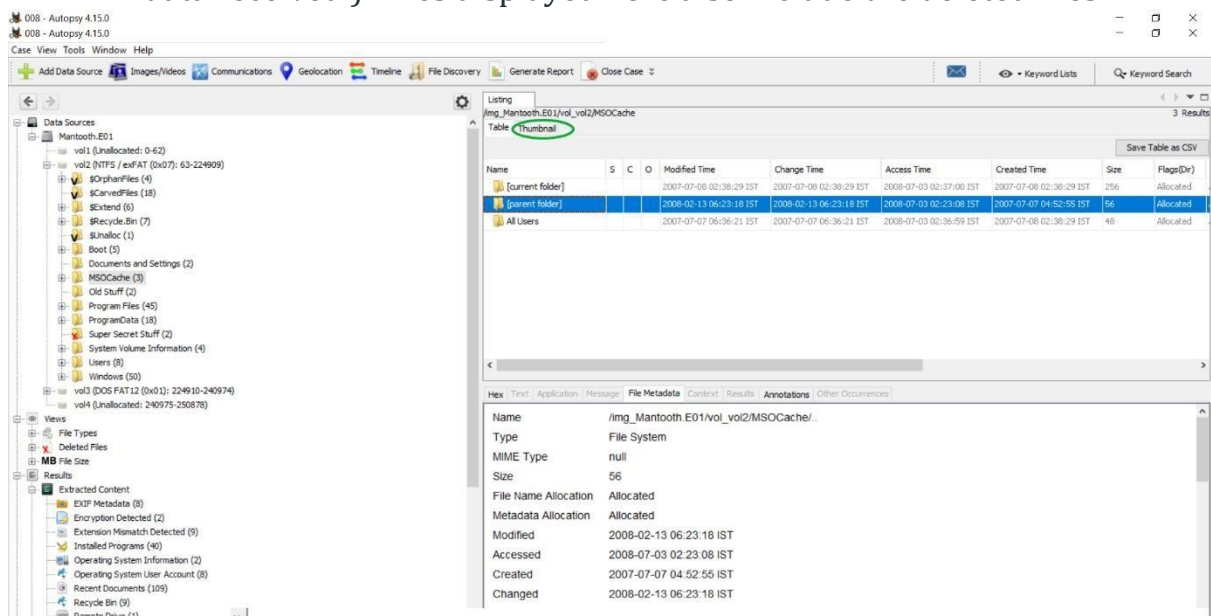 008 - Autopsy 4.15.0
008 - Autopsy 4.15.0
Case View Tools Window Help
Add Data Source Images/Videos Communications Geolocation Timeline File Discovery Generate Report Close Case Keyword Lists Keyword Search
Data Sources
Mantooth.E01
vol1 (Unallocated: 0-62)
vol2 (NTFS / exFAT (0x07): 63-224909)
$OrphanFiles (4)
$CarvedFiles (18)
$Extend (6)
$Recycle.Bin (7)
$Unalloc (1)
Boot (5)
Documents and Settings (2)
MSOCache (3)
Old Stuff (2)
Program Files (45)
ProgramData (18)
Super Secret Stuff (2)
System Volume Information (4)
Users (8)
Windows (50)
vol3 (DOS FAT12 (0x01): 224910-240974)
vol4 (Unallocated: 240975-250878)
Views
File Types
Deleted Files
MB File Size
Results
Extracted Content
EXIF Metadata (8)
Encryption Detected (2)
Extension Mismatch Detected (9)
Installed Programs (40)
Operating System Information (2)
Operating System User Account (8)
Recent Documents (109)
Recycle Bin (9)
Listing
/img_Mantooth.E01/vol_vol2/MSOCache 3 Results
Table Thumbnail
Save Table as CSV
Name S C O Modified Time Change Time Access Time Created Time Size Flags(Dir)
[current folder] 2007-07-08 02:38:29 IST 2007-07-08 02:38:29 IST 2008-07-03 02:37:00 IST 2007-07-08 02:38:29 IST 256 Allocated
[parent folder] 2008-02-13 06:23:18 IST 2008-02-13 06:23:18 IST 2008-07-03 02:23:08 IST 2007-07-07 04:52:55 IST 56 Allocated
All Users 2007-07-07 06:36:21 IST 2007-07-07 06:36:21 IST 2008-07-03 02:36:59 IST 2007-07-08 02:38:29 IST 48 Allocated
Hex Text Application Message File Metadata Context Results Annotations Other Occurrences
Name /img_Mantooth.E01/vol_vol2/MSOCache/..
Type File System
MIME Type null
Size 56
File Name Allocation Allocated
Metadata Allocation Allocated
Modified 2008-02-13 06:23:18 IST
Accessed 2008-07-03 02:23:08 IST
Created 2007-07-07 04:52:55 IST
Changed 2008-02-13 06:23:18 IST